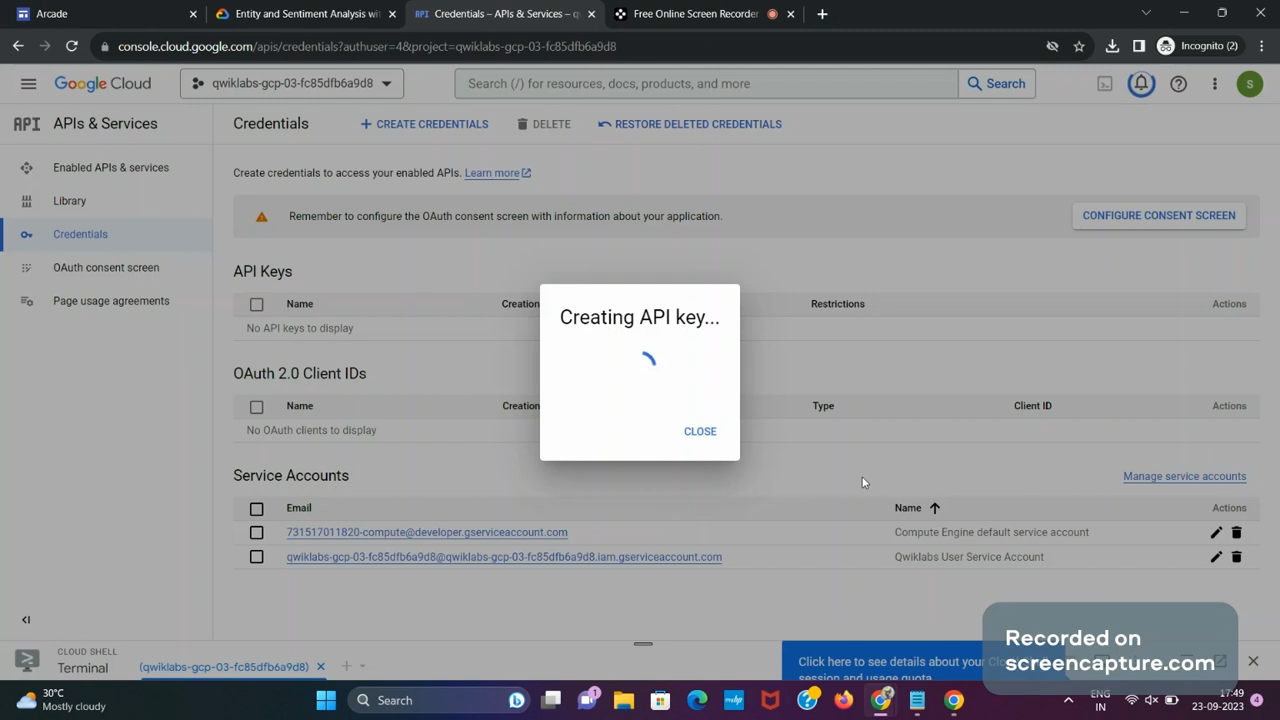 Arcade
Entity and Sentiment Analysis wi
API Credentials – APIs & Services – q
Free Online Screen Recorder
console.cloud.google.com/apis/credentials?authuser=4&project=qwiklabs-gcp-03-fc85dfb6a9d8
Incognito (2)
Google Cloud
qwiklabs-gcp-03-fc85dfb6a9d8
Search (/) for resources, docs, products, and more
Search
S
API APIs & Services
Credentials
CREATE CREDENTIALS
DELETE
RESTORE DELETED CREDENTIALS
Enabled APIs & services
Library
Credentials
OAuth consent screen
Page usage agreements
Create credentials to access your enabled APIs. Learn more
Remember to configure the OAuth consent screen with information about your application.
CONFIGURE CONSENT SCREEN
API Keys
Name Creation Restrictions Actions
No API keys to display
Creating API key...
CLOSE
OAuth 2.0 Client IDs
Name Creation Type Client ID Actions
No OAuth clients to display
Service Accounts
Manage service accounts
Email Name Actions
731517011820-compute@developer.gserviceaccount.com Compute Engine default service account
qwiklabs-gcp-03-fc85dfb6a9d8@qwiklabs-gcp-03-fc85dfb6a9d8.iam.gserviceaccount.com Qwiklabs User Service Account
CLOUD SHELL
Terminal
(qwiklabs-gcp-03-fc85dfb6a9d8)
Click here to see details about your
session and usage quota
Recorded on
screencapture.com
30°C
Mostly cloudy
Search
1
ENG
IN
17:49
23-09-2023
4